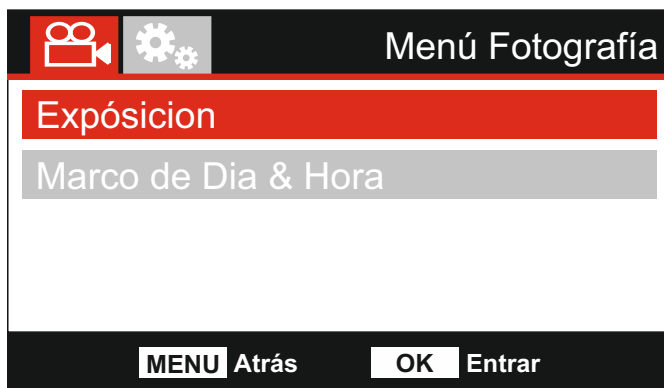 Menú Fotografía
Expósicion
Marco de Dia & Hora
MENU Atrás OK Entrar